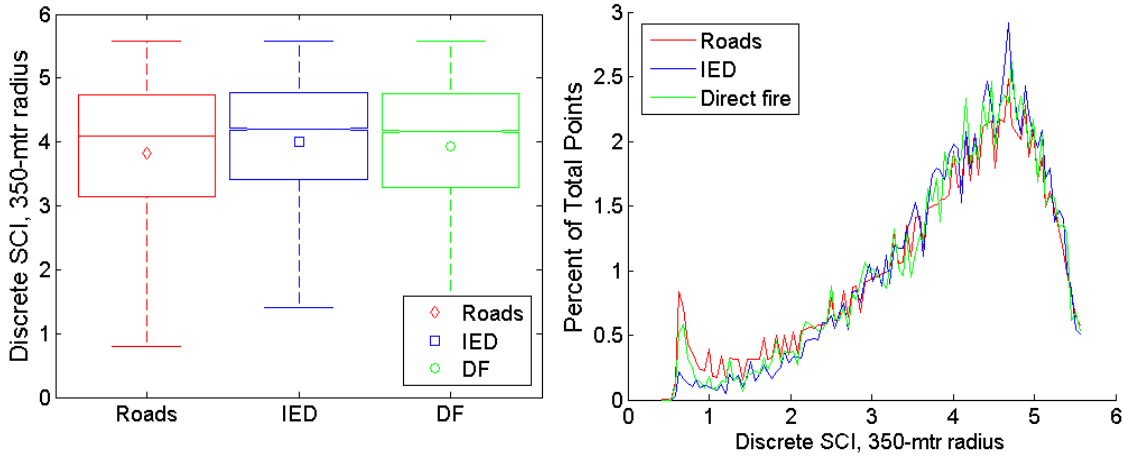 Discrete SCI, 350-mtr radius
6
5
4
3
2
1
0
Roads
IED
DF
Roads IED DF
Percent of Total Points
3
2.5
2
1.5
1
0.5
0
Roads
IED
Direct fire
0 1 2 3 4 5 6
Discrete SCI, 350-mtr radius